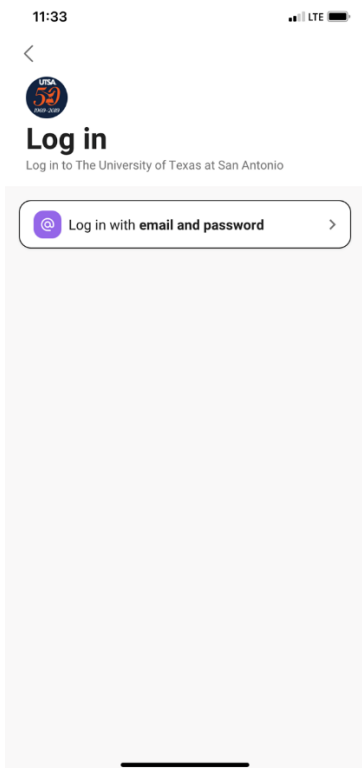 11:33
LTE
UTSA
50
1969-2019
Log in
Log in to The University of Texas at San Antonio
@ Log in with email and password